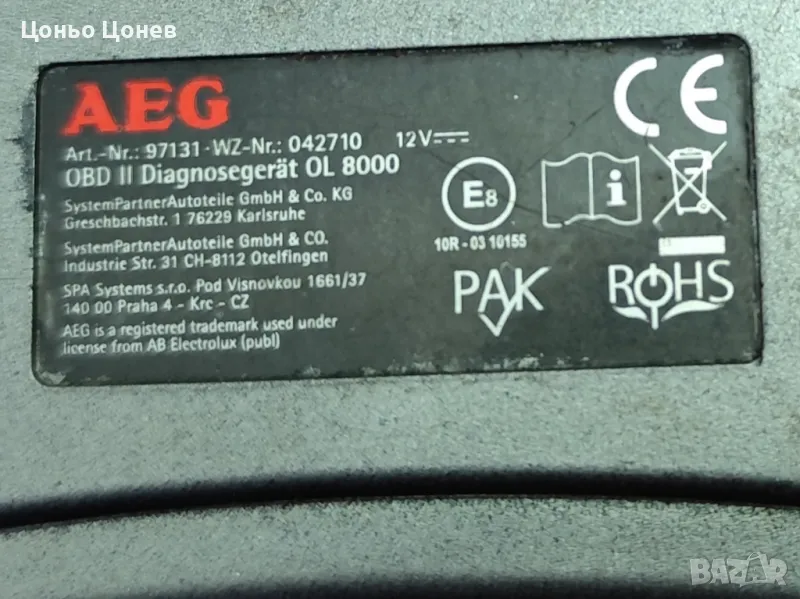 Цоньо Цонев
AEG
Art.-Nr.: 97131 - WZ-Nr.: 042710 12V
OBD II Diagnosegerät OL 8000
SystemPartnerAutoteile GmbH & Co. KG
Greschbachstr. 1 76229 Karlsruhe
SystemPartnerAutoteile GmbH & CO.
Industrie Str. 31 CH-8112 Otelfingen
SPA Systems s.r.o. Pod Visnovkou 1661/37
140 00 Praha 4 - Krc - CZ
AEG is a registered trademark used under
license from AB Electrolux (publ)
CE
E8
i
10R - 03 10155
PAK
ROHS
BAZAR